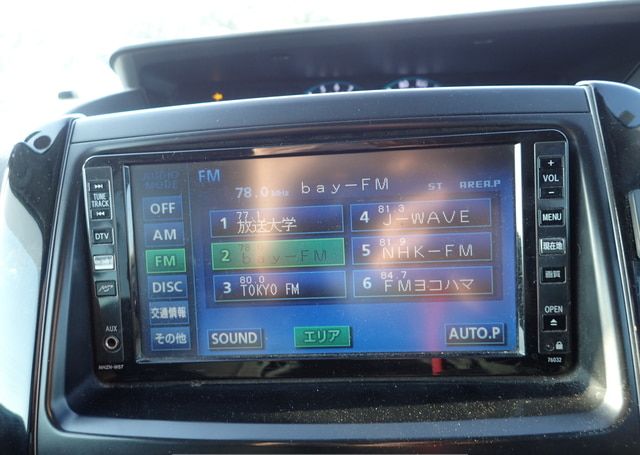 AUDIO MODE
FM
78.0 MHz bay-FM ST AREA.P
OFF
AM
FM
DISC
交通情報
その他
1 77.1 放送大学
2 78. bay-FM
3 80.0 TOKYO FM
4 81.3 J-WAVE
5 81.9 NHK-FM
6 84.7 FMヨコハマ
SOUND
エリア
AUTO.P
TUNE TRACK
DTV
AUX
NHZN-W57
+
VOL
-
MENU
現在地
画質
OPEN
76032